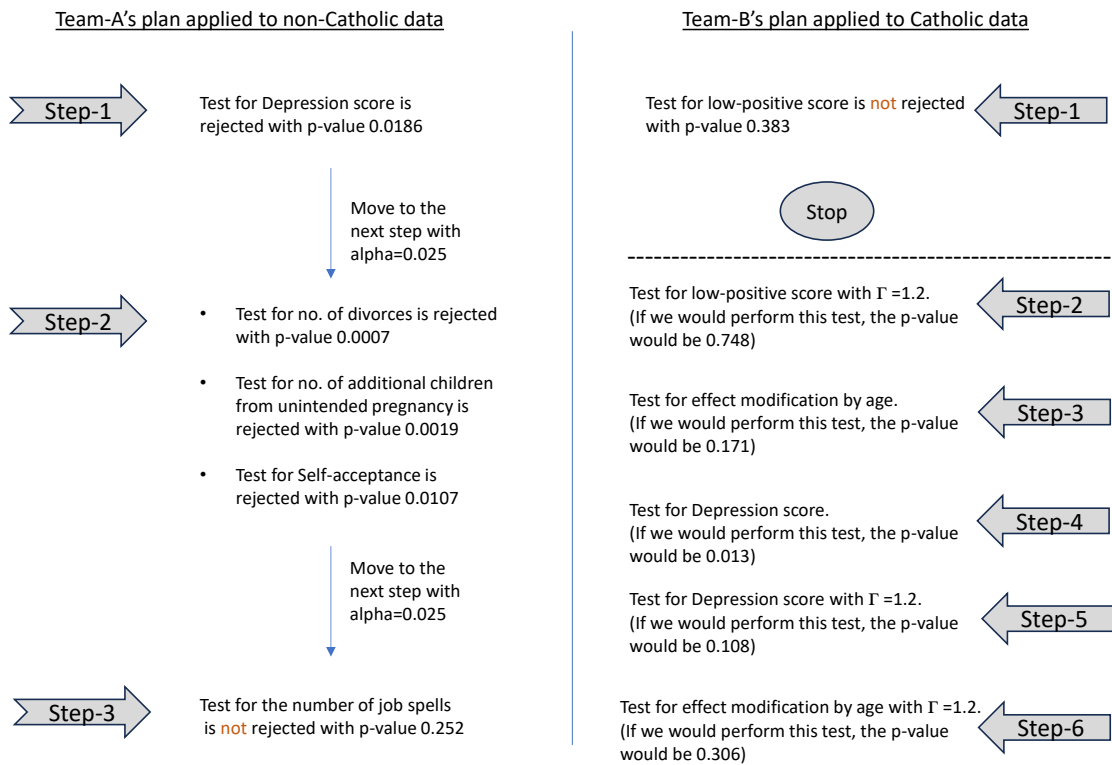 Team-A's plan applied to non-Catholic data
Step-1
Test for Depression score is
rejected with p-value 0.0186
Move to the
next step with
alpha=0.025
Step-2
• Test for no. of divorces is rejected
with p-value 0.0007
• Test for no. of additional children
from unintended pregnancy is
rejected with p-value 0.0019
• Test for Self-acceptance is
rejected with p-value 0.0107
Move to the
next step with
alpha=0.025
Step-3
Test for the number of job spells
is not rejected with p-value 0.252
Team-B's plan applied to Catholic data
Test for low-positive score is not rejected
with p-value 0.383
Step-1
Stop
Test for low-positive score with Γ =1.2.
(If we would perform this test, the p-value
would be 0.748)
Step-2
Test for effect modification by age.
(If we would perform this test, the p-value
would be 0.171)
Step-3
Test for Depression score.
(If we would perform this test, the p-value
would be 0.013)
Step-4
Test for Depression score with Γ =1.2.
(If we would perform this test, the p-value
would be 0.108)
Step-5
Test for effect modification by age with Γ =1.2.
(If we would perform this test, the p-value
would be 0.306)
Step-6